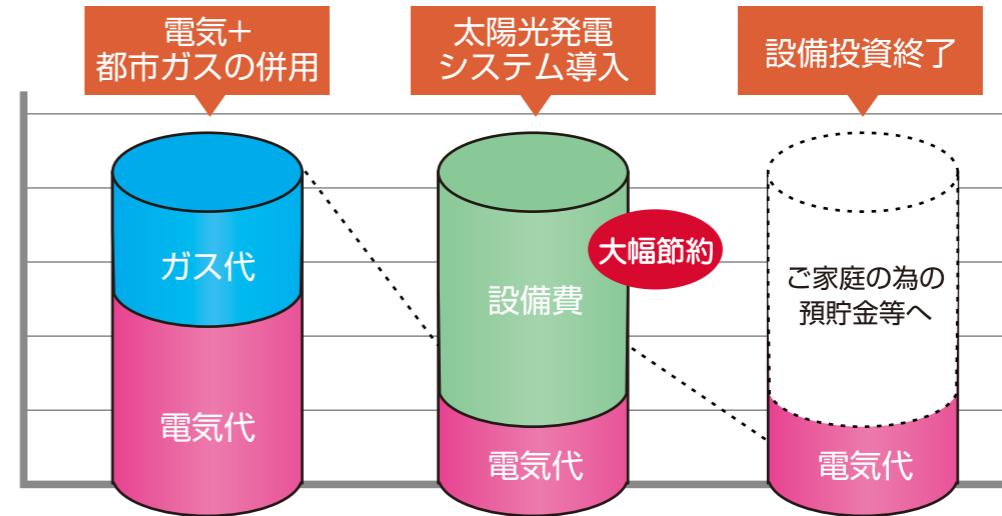 電気+
都市ガスの併用
太陽光発電
システム導入
設備投資終了
ガス代
電気代
設備費
大幅節約
電気代
ご家庭の為の
預貯金等へ
電気代